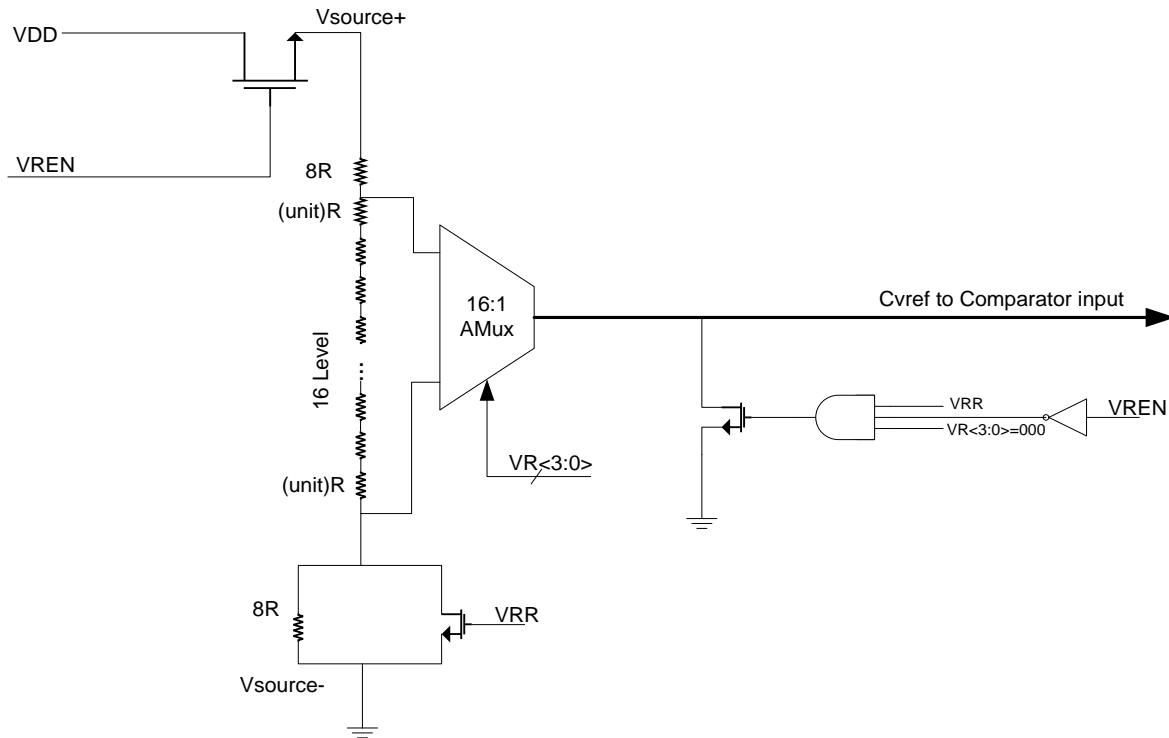 Vsource+
VDD
VREN
8R
(unit)R
16:1
AMux
Cvref to Comparator input
16 Level
...
VRR
VREN
VR<3:0>=000
VR<3:0>
(unit)R
8R
VRR
Vsource-